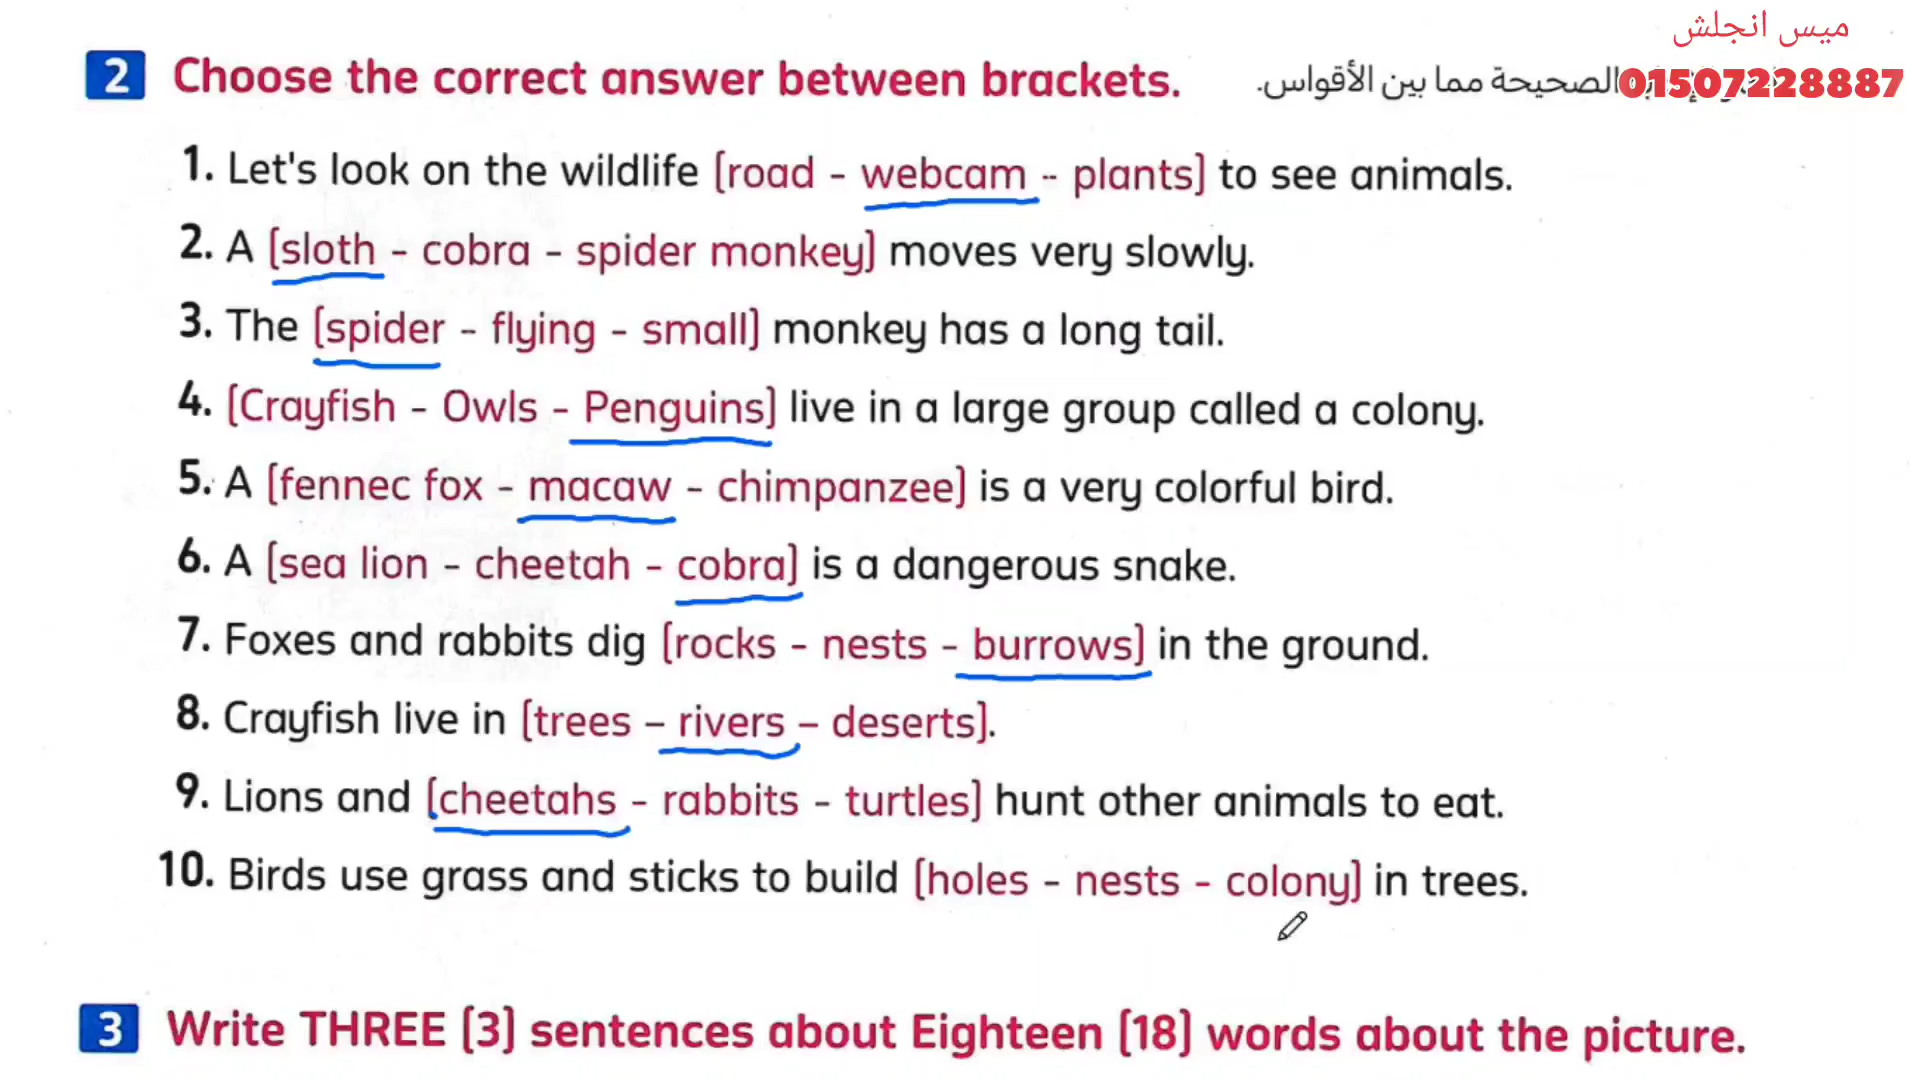 ميس انجلش
2 Choose the correct answer between brackets. الصحيحة مما بين الأقواس.
01507228887
1. Let's look on the wildlife (road - webcam - plants) to see animals.
2. A (sloth - cobra - spider monkey) moves very slowly.
3. The (spider - flying - small) monkey has a long tail.
4. (Crayfish - Owls - Penguins) live in a large group called a colony.
5. A (fennec fox - macaw - chimpanzee) is a very colorful bird.
6. A (sea lion - cheetah - cobra) is a dangerous snake.
7. Foxes and rabbits dig (rocks - nests - burrows) in the ground.
8. Crayfish live in (trees – rivers – deserts).
9. Lions and (cheetahs - rabbits - turtles) hunt other animals to eat.
10. Birds use grass and sticks to build (holes - nests - colony) in trees.
3 Write THREE (3) sentences about Eighteen (18) words about the picture.